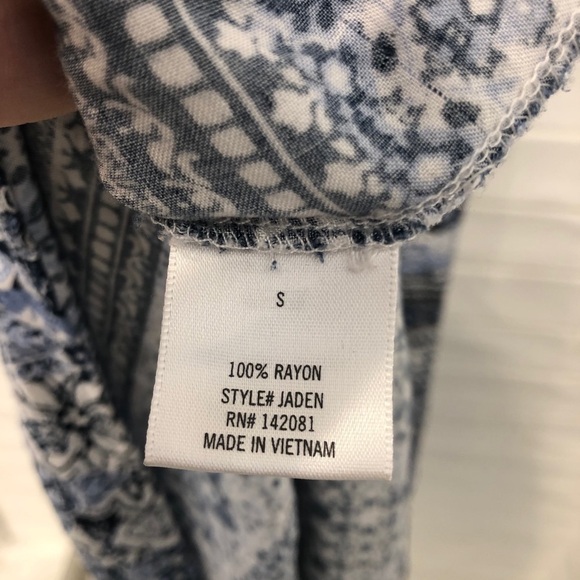 S
100% RAYON
STYLE# JADEN
RN# 142081
MADE IN VIETNAM